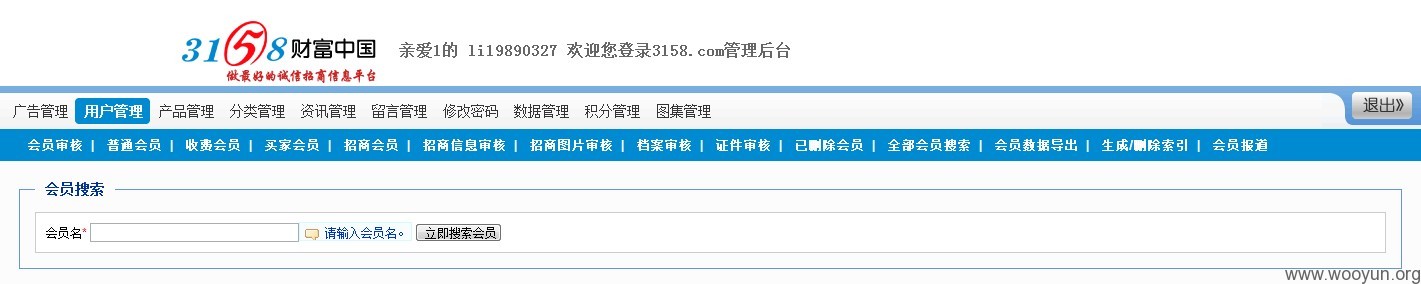 3158 财富中国
做最好的诚信招商信息平台
亲爱1的 li19890327 欢迎您登录3158.com管理后台
广告管理 用户管理 产品管理 分类管理 资讯管理 留言管理 修改密码 数据管理 积分管理 图集管理 退出》
会员审核 | 普通会员 | 收费会员 | 买家会员 | 招商会员 | 招商信息审核 | 招商图片审核 | 档案审核 | 证件审核 | 已删除会员 | 全部会员搜索 | 会员数据导出 | 生成/删除索引 | 会员报道
会员搜索
会员名* 请输入会员名。 立即搜索会员
www.wooyun.org